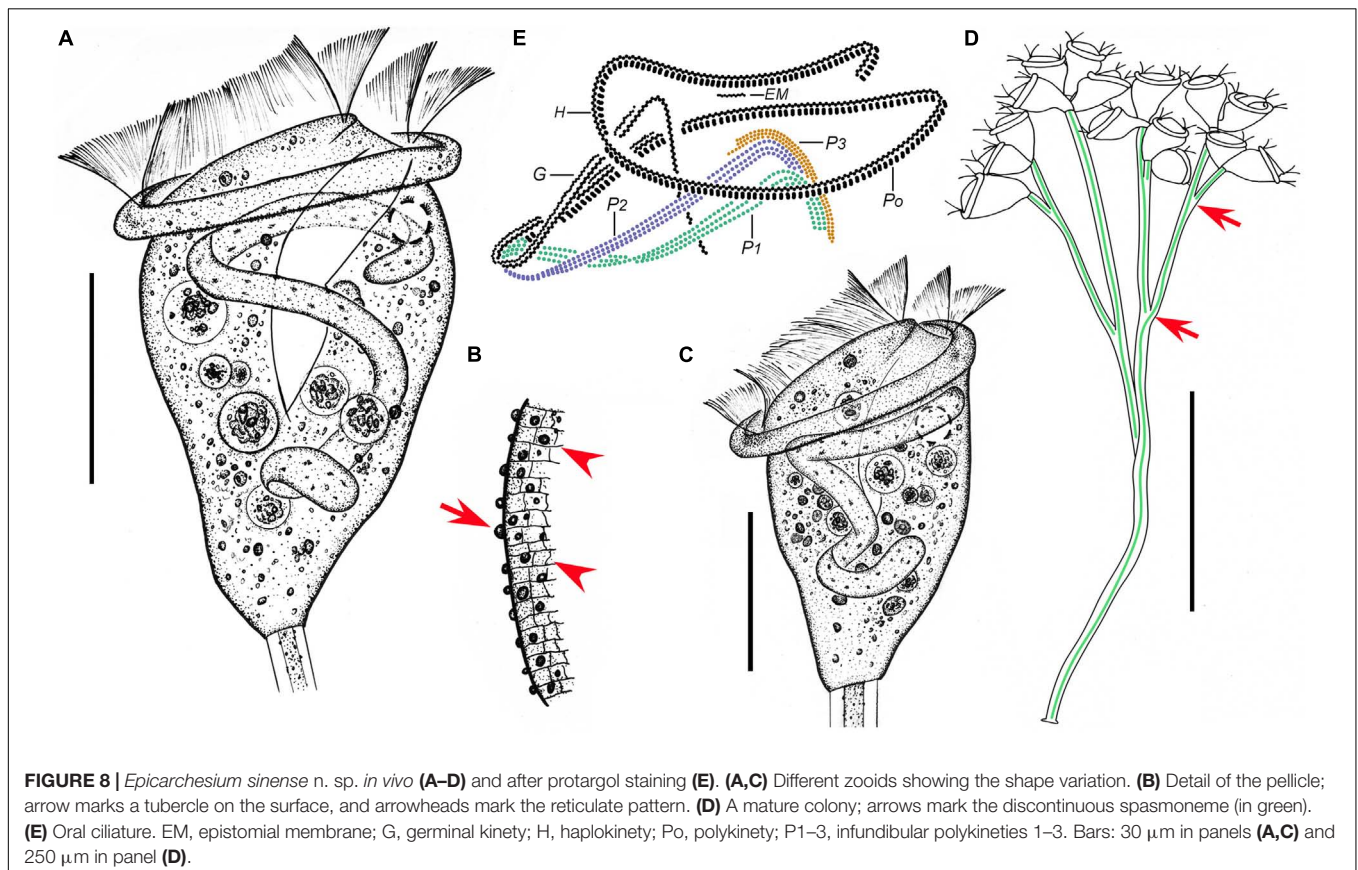 A
E
D
EM
H
P3
G
P2
Po
P1
B
C
FIGURE 8 | Epicarchesium sinense n. sp. in vivo (A–D) and after protargol staining (E). (A,C) Different zooids showing the shape variation. (B) Detail of the pellicle;
arrow marks a tubercle on the surface, and arrowheads mark the reticulate pattern. (D) A mature colony; arrows mark the discontinuous spasmoneme (in green).
(E) Oral ciliature. EM, epistomial membrane; G, germinal kinety; H, haplokinety; Po, polykinety; P1–3, infundibular polykineties 1–3. Bars: 30 μm in panels (A,C) and
250 μm in panel (D).